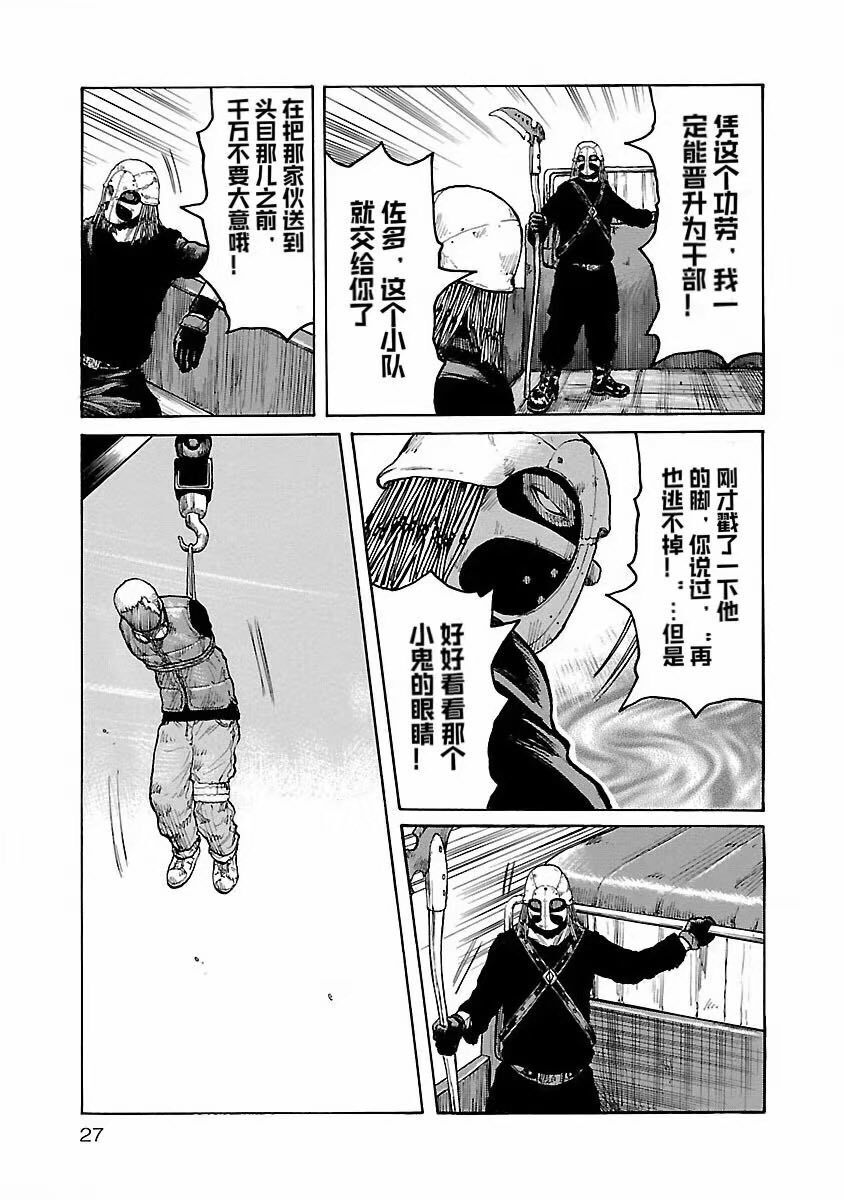 凭这个功劳，我一
定能晋升为干部！
佐多，这个小队
就交给你了
在把那家伙送到
头目那儿之前，
千万不要大意哦！
刚才戳了一下他
的脚，你说过，“再
也逃不掉！”…但是
好好看看那个
小鬼的眼睛！
27